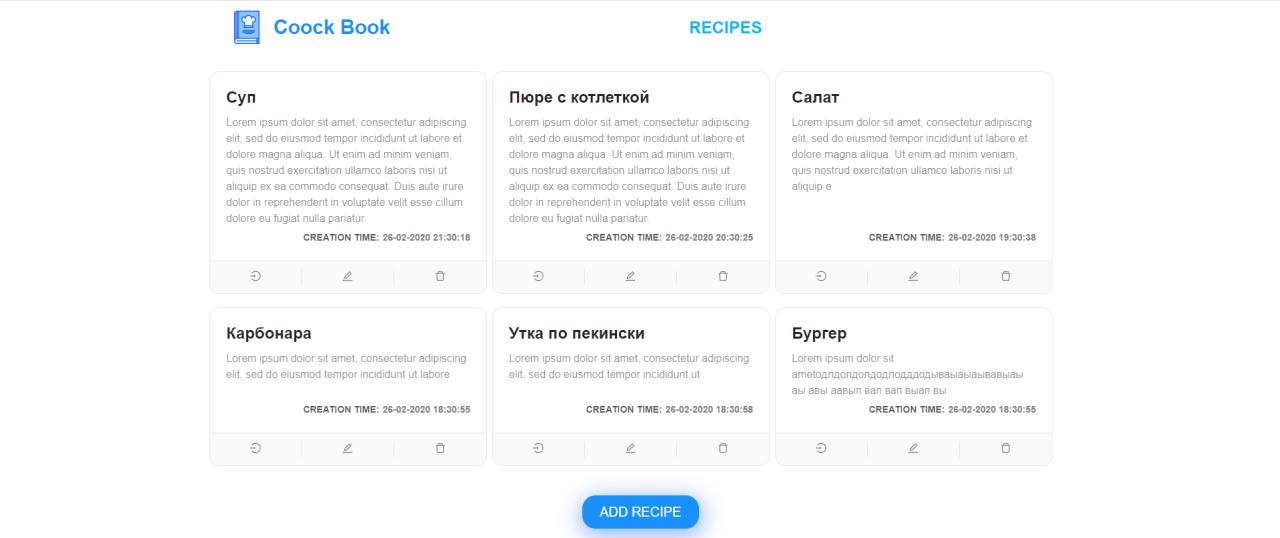 Coock Book
RECIPES
Суп
Lorem ipsum dolor sit amet, consectetur adipiscing
elit, sed do eiusmod tempor incididunt ut labore et
dolore magna aliqua. Ut enim ad minim veniam,
quis nostrud exercitation ullamco laboris nisi ut
aliquip ex ea commodo consequat. Duis aute irure
dolor in reprehenderit in voluptate velit esse cillum
dolore eu fugiat nulla pariatur.
CREATION TIME: 26-02-2020 21:30:18
Пюре с котлеткой
Lorem ipsum dolor sit amet, consectetur adipiscing
elit, sed do eiusmod tempor incididunt ut labore et
dolore magna aliqua. Ut enim ad minim veniam,
quis nostrud exercitation ullamco laboris nisi ut
aliquip ex ea commodo consequat. Duis aute irure
dolor in reprehenderit in voluptate velit esse cillum
dolore eu fugiat nulla pariatur.
CREATION TIME: 26-02-2020 20:30:25
Салат
Lorem ipsum dolor sit amet, consectetur adipiscing
elit, sed do eiusmod tempor incididunt ut labore et
dolore magna aliqua. Ut enim ad minim veniam,
quis nostrud exercitation ullamco laboris nisi ut
aliquip e
CREATION TIME: 26-02-2020 19:30:38
Карбонара
Lorem ipsum dolor sit amet, consectetur adipiscing
elit, sed do eiusmod tempor incididunt ut labore
CREATION TIME: 26-02-2020 18:30:55
Утка по пекински
Lorem ipsum dolor sit amet, consectetur adipiscing
elit, sed do eiusmod tempor incididunt ut
CREATION TIME: 26-02-2020 18:30:58
Бургер
Lorem ipsum dolor sit
аметодлдолдолдодлодддодываыаыаывавыаы
аы авы аавып вап вап выап вы
CREATION TIME: 26-02-2020 18:30:55
ADD RECIPE